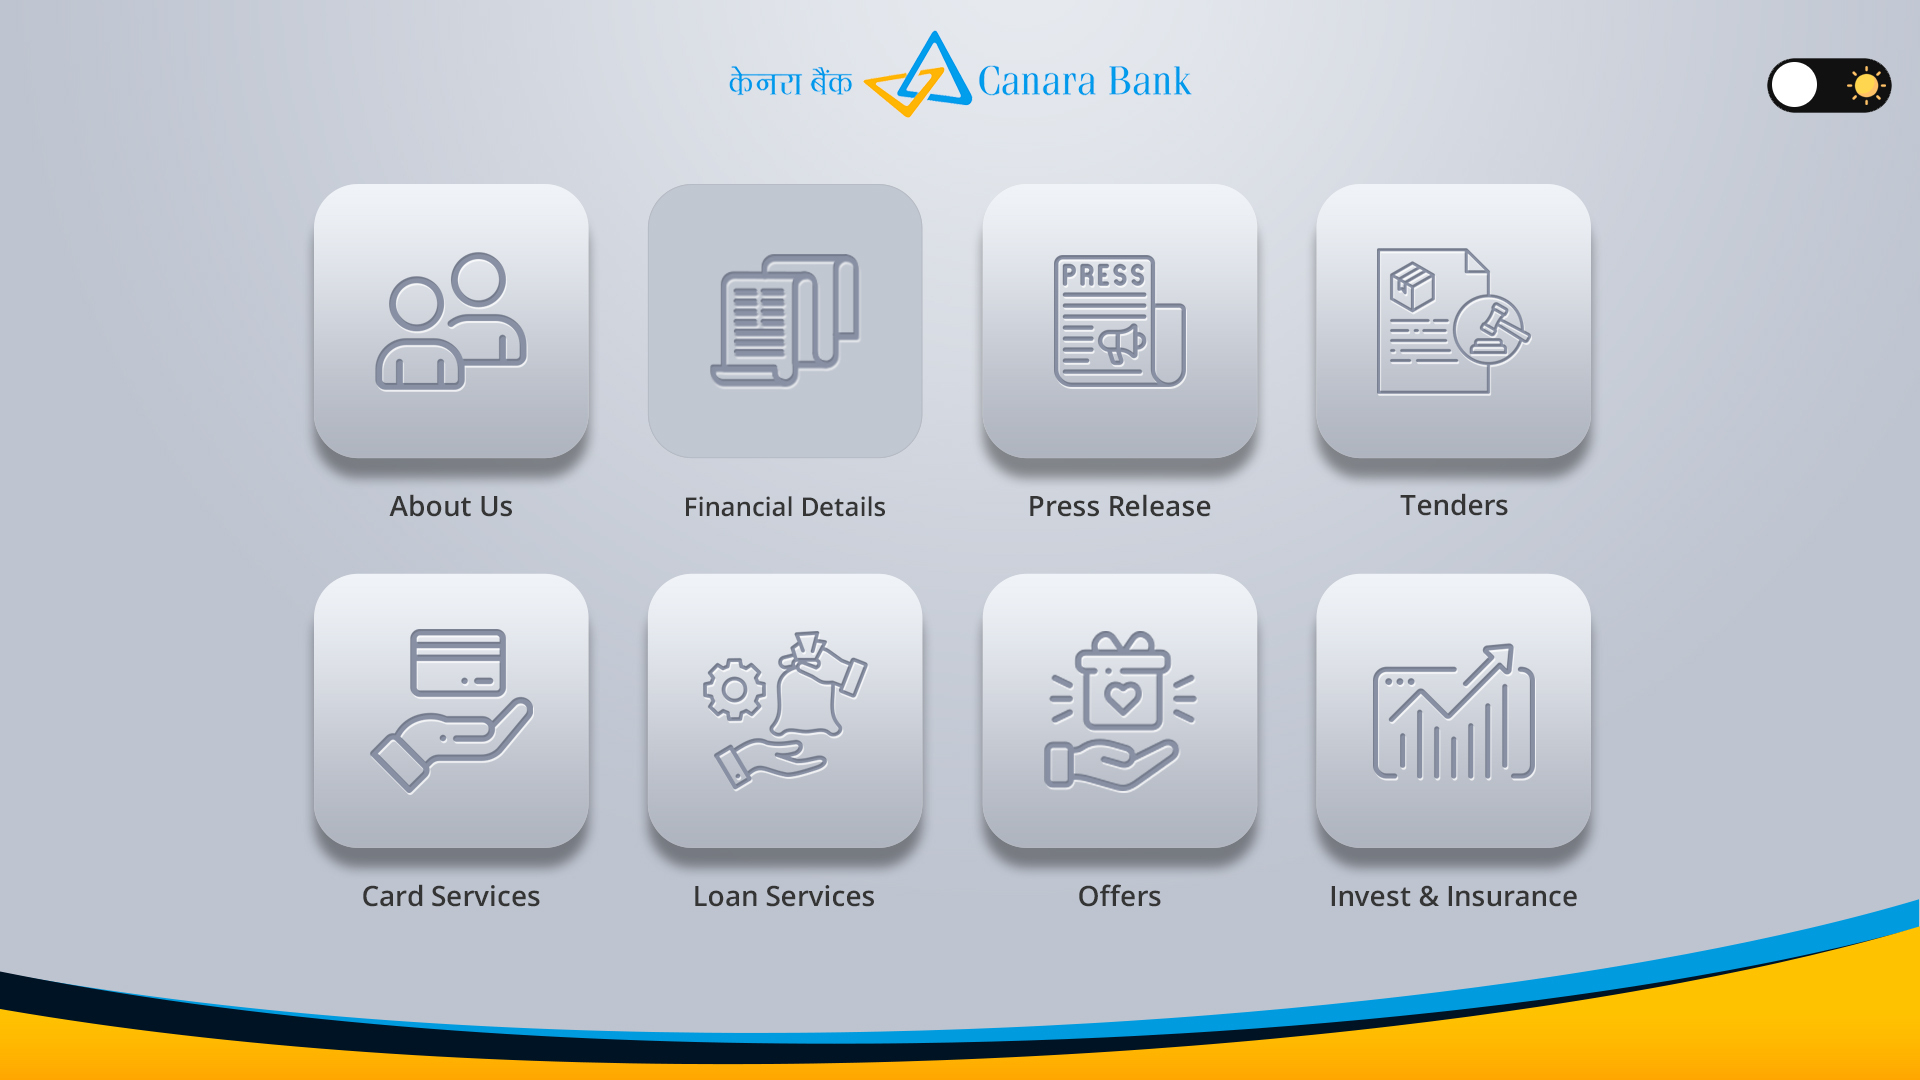 केनरा बैंक Canara Bank
PRESS
About Us
Financial Details
Press Release
Tenders
Card Services
Loan Services
Offers
Invest & Insurance